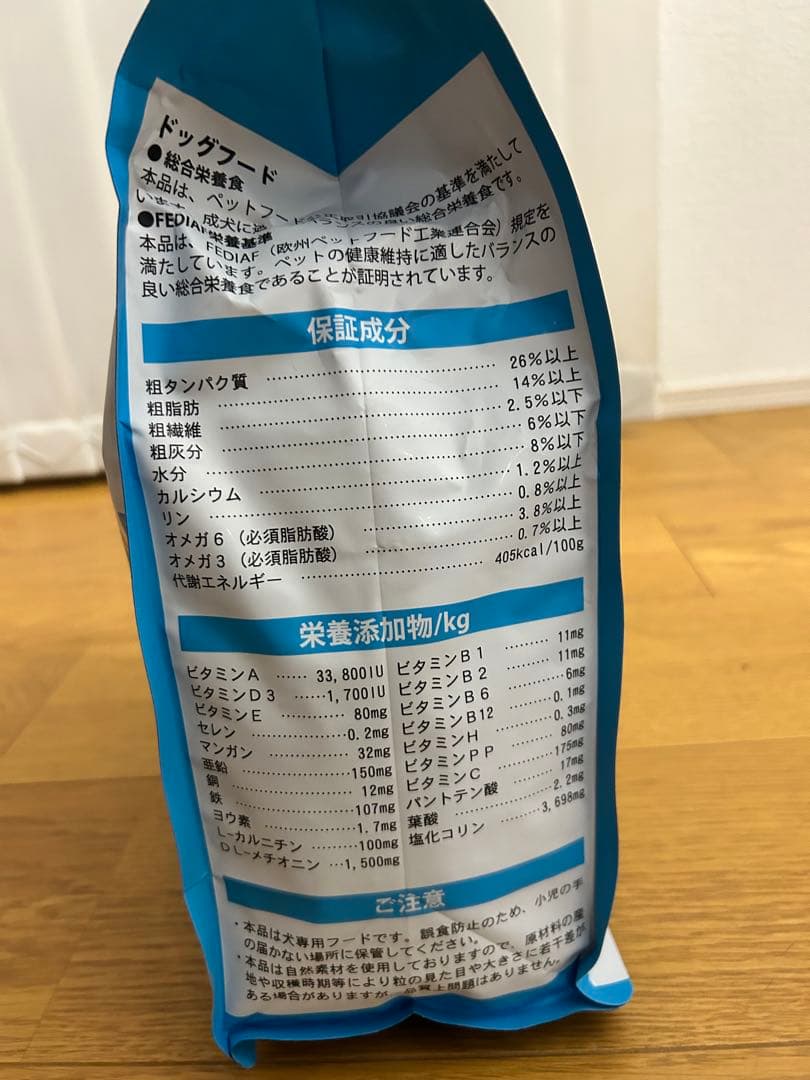 ドッグフード
●総合栄養食
本品は、ペットフード 取引協議会の基準を満たして
います。成犬に適 バランスの良い総合栄養食です。
●FEDIAF栄養基準
本品は、FEDIAF（欧州ペットフード工業連合会）規定を
満たしています。ペットの健康維持に適したバランスの
良い総合栄養食であることが証明されています。
保証成分
粗タンパク質 26%以上
粗脂肪 14%以上
粗繊維 2.5%以下
粗灰分 6%以下
水分 8%以下
カルシウム 1.2%以上
リン 0.8%以上
オメガ6（必須脂肪酸） 3.8%以上
オメガ3（必須脂肪酸） 0.7%以上
代謝エネルギー 405kcal/100g
栄養添加物/kg
ビタミンA 33,800IU
ビタミンD3 1,700IU
ビタミンE 80mg
セレン 0.2mg
マンガン 32mg
亜鉛 150mg
銅 12mg
鉄 107mg
ヨウ素 1.7mg
L-カルニチン 100mg
DL-メチオニン 1,500mg
ビタミンB1 11mg
ビタミンB2 11mg
ビタミンB6 6mg
ビタミンB12 0.1mg
ビタミンH 0.3mg
ビタミンPP 80mg
ビタミンC 175mg
パントテン酸 17mg
葉酸 2.2mg
塩化コリン 3,698mg
ご注意
・本品は犬専用フードです。誤食防止のため、小児の手
の届かない場所に保管してください。
・本品は自然素材を使用しておりますので、原材料の産
地や収穫時期等により粒の見た目や大きさに若干差が
ある場合がありますが、品質上問題はありません。